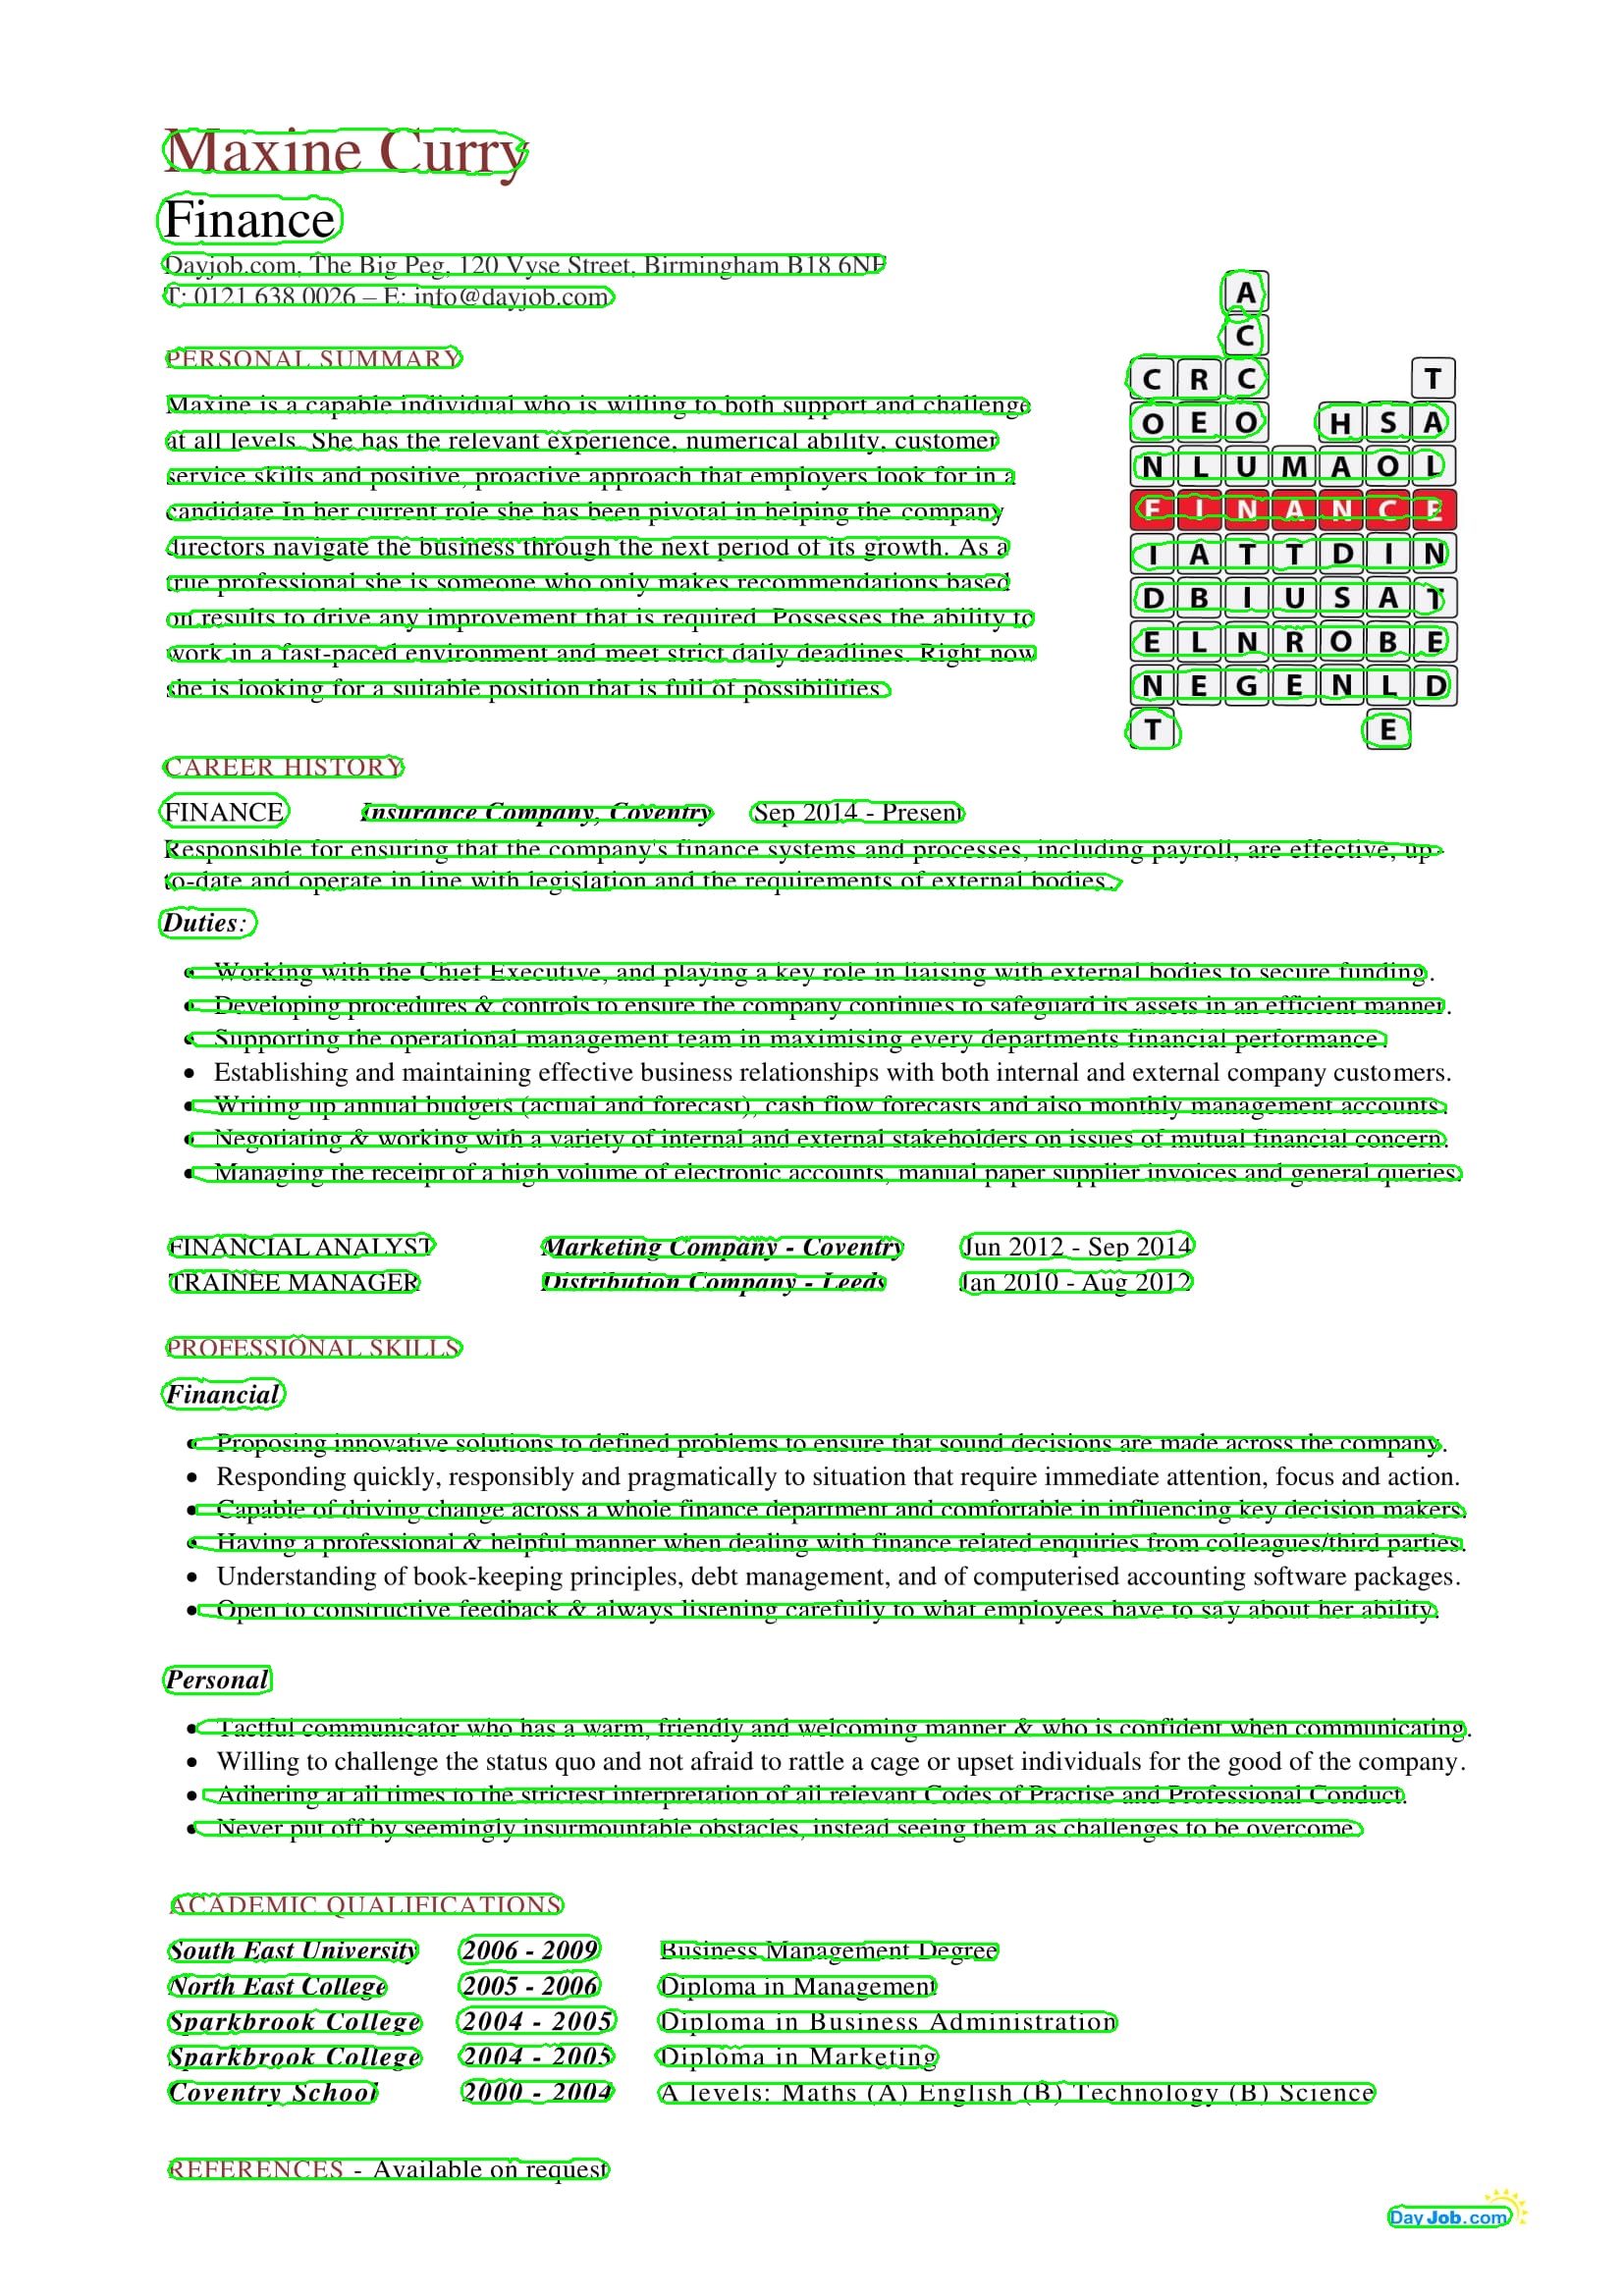 Maxine Curry
Finance
Dayjob.com, The Big Peg, 120 Vyse Street, Birmingham B18 6NF
T: 0121 638 0026 – E: info@dayjob.com
PERSONAL SUMMARY
Maxine is a capable individual who is willing to both support and challenge
at all levels. She has the relevant experience, numerical ability, customer
service skills and positive, proactive approach that employers look for in a
candidate In her current role she has been pivotal in helping the company
directors navigate the business through the next period of its growth. As a
true professional she is someone who only makes recommendations based
on results to drive any improvement that is required. Possesses the ability to
work in a fast-paced environment and meet strict daily deadlines. Right now
she is looking for a suitable position that is full of possibilities.
A
C
C R C T
O E O H S A
N L U M A O L
F I N A N C E
I A T T D I N
D B I U S A T
E L N R O B E
N E G E N L D
T E
CAREER HISTORY
FINANCE Insurance Company, Coventry Sep 2014 - Present
Responsible for ensuring that the company's finance systems and processes, including payroll, are effective, up-
to-date and operate in line with legislation and the requirements of external bodies.
Duties:
• Working with the Chief Executive, and playing a key role in liaising with external bodies to secure funding.
• Developing procedures & controls to ensure the company continues to safeguard its assets in an efficient manner.
• Supporting the operational management team in maximising every departments financial performance.
• Establishing and maintaining effective business relationships with both internal and external company customers.
• Writing up annual budgets (actual and forecast), cash flow forecasts and also monthly management accounts.
• Negotiating & working with a variety of internal and external stakeholders on issues of mutual financial concern.
• Managing the receipt of a high volume of electronic accounts, manual paper supplier invoices and general queries.
FINANCIAL ANALYST Marketing Company - Coventry Jun 2012 - Sep 2014
TRAINEE MANAGER Distribution Company - Leeds Jan 2010 - Aug 2012
PROFESSIONAL SKILLS
Financial
• Proposing innovative solutions to defined problems to ensure that sound decisions are made across the company.
• Responding quickly, responsibly and pragmatically to situation that require immediate attention, focus and action.
• Capable of driving change across a whole finance department and comfortable in influencing key decision makers.
• Having a professional & helpful manner when dealing with finance related enquiries from colleagues/third parties.
• Understanding of book-keeping principles, debt management, and of computerised accounting software packages.
• Open to constructive feedback & always listening carefully to what employees have to say about her ability.
Personal
• Tactful communicator who has a warm, friendly and welcoming manner & who is confident when communicating.
• Willing to challenge the status quo and not afraid to rattle a cage or upset individuals for the good of the company.
• Adhering at all times to the strictest interpretation of all relevant Codes of Practise and Professional Conduct.
• Never put off by seemingly insurmountable obstacles, instead seeing them as challenges to be overcome.
ACADEMIC QUALIFICATIONS
South East University 2006 - 2009 Business Management Degree
North East College 2005 - 2006 Diploma in Management
Sparkbrook College 2004 - 2005 Diploma in Business Administration
Sparkbrook College 2004 - 2005 Diploma in Marketing
Coventry School 2000 - 2004 A levels: Maths (A) English (B) Technology (B) Science
REFERENCES - Available on request
DayJob.com